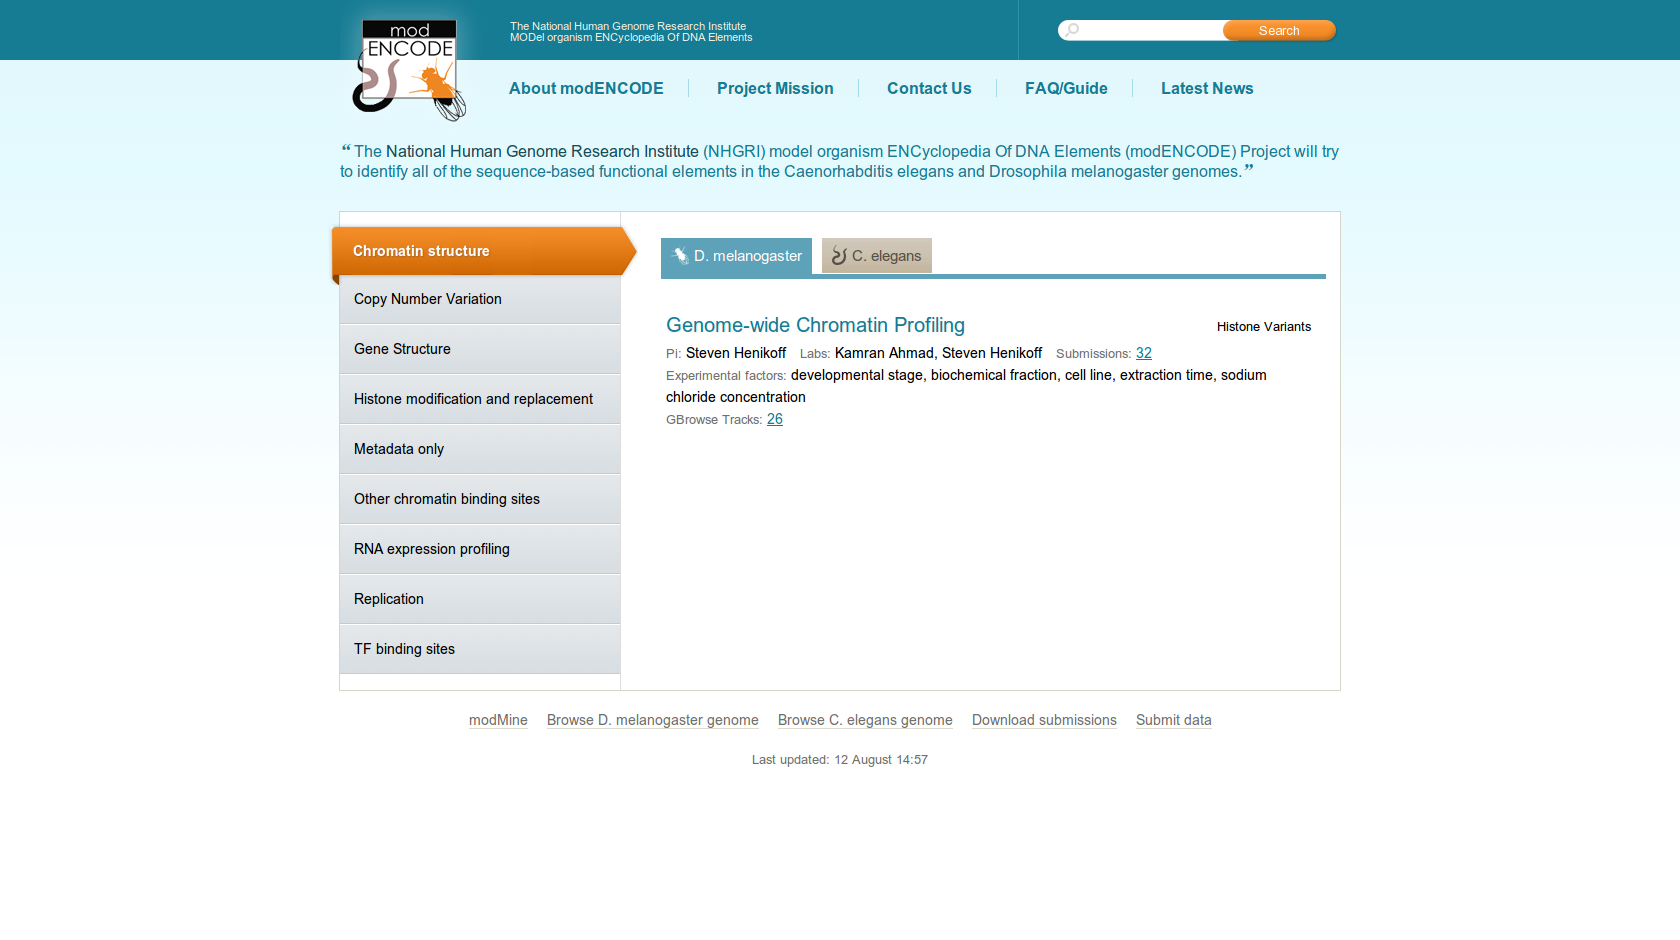 mod
ENCODE
The National Human Genome Research Institute
MODel organism ENCyclopedia Of DNA Elements
Search
About modENCODE
Project Mission
Contact Us
FAQ/Guide
Latest News
“ The National Human Genome Research Institute (NHGRI) model organism ENCyclopedia Of DNA Elements (modENCODE) Project will try
to identify all of the sequence-based functional elements in the Caenorhabditis elegans and Drosophila melanogaster genomes. ”
Chromatin structure
Copy Number Variation
Gene Structure
Histone modification and replacement
Metadata only
Other chromatin binding sites
RNA expression profiling
Replication
TF binding sites
D. melanogaster
C. elegans
Genome-wide Chromatin Profiling
Histone Variants
Pi: Steven Henikoff Labs: Kamran Ahmad, Steven Henikoff Submissions: 32
Experimental factors: developmental stage, biochemical fraction, cell line, extraction time, sodium
chloride concentration
GBrowse Tracks: 26
modMine
Browse D. melanogaster genome
Browse C. elegans genome
Download submissions
Submit data
Last updated: 12 August 14:57